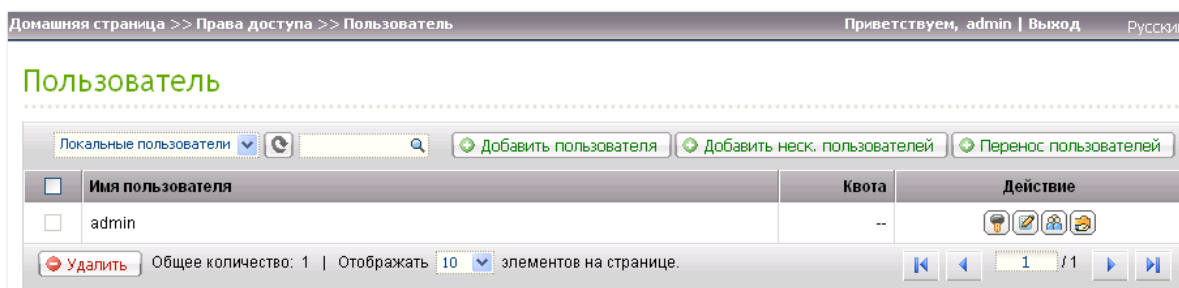 Домашняя страница >> Права доступа >> Пользователь Приветствуем, admin | Выход Русский
Пользователь
Локальные пользователи Добавить пользователя Добавить неск. пользователей Перенос пользователей
Имя пользователя Квота Действие
admin --
Удалить Общее количество: 1 | Отображать 10 элементов на странице. 1 /1